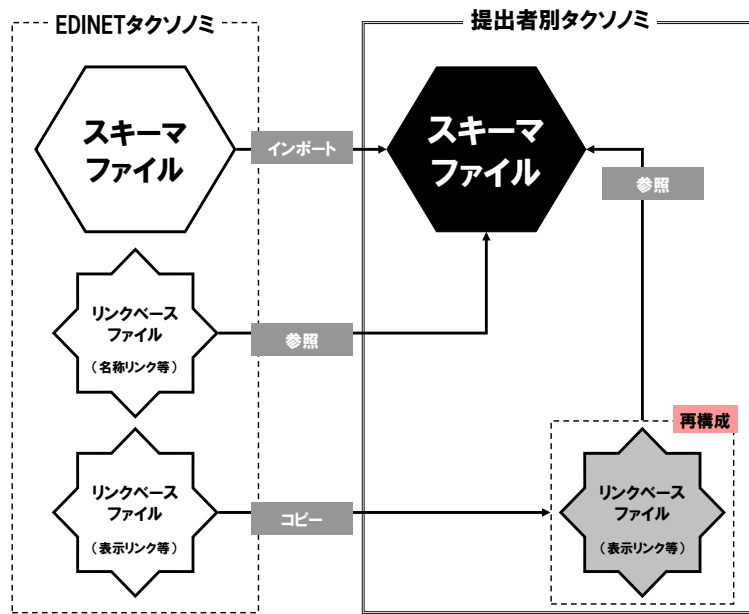 EDINETタクソノミ
提出者別タクソノミ
スキーマ
ファイル
インポート
スキーマ
ファイル
参照
リンクベース
ファイル
(名称リンク等)
参照
再構成
リンクベース
ファイル
(表示リンク等)
コピー
リンクベース
ファイル
(表示リンク等)